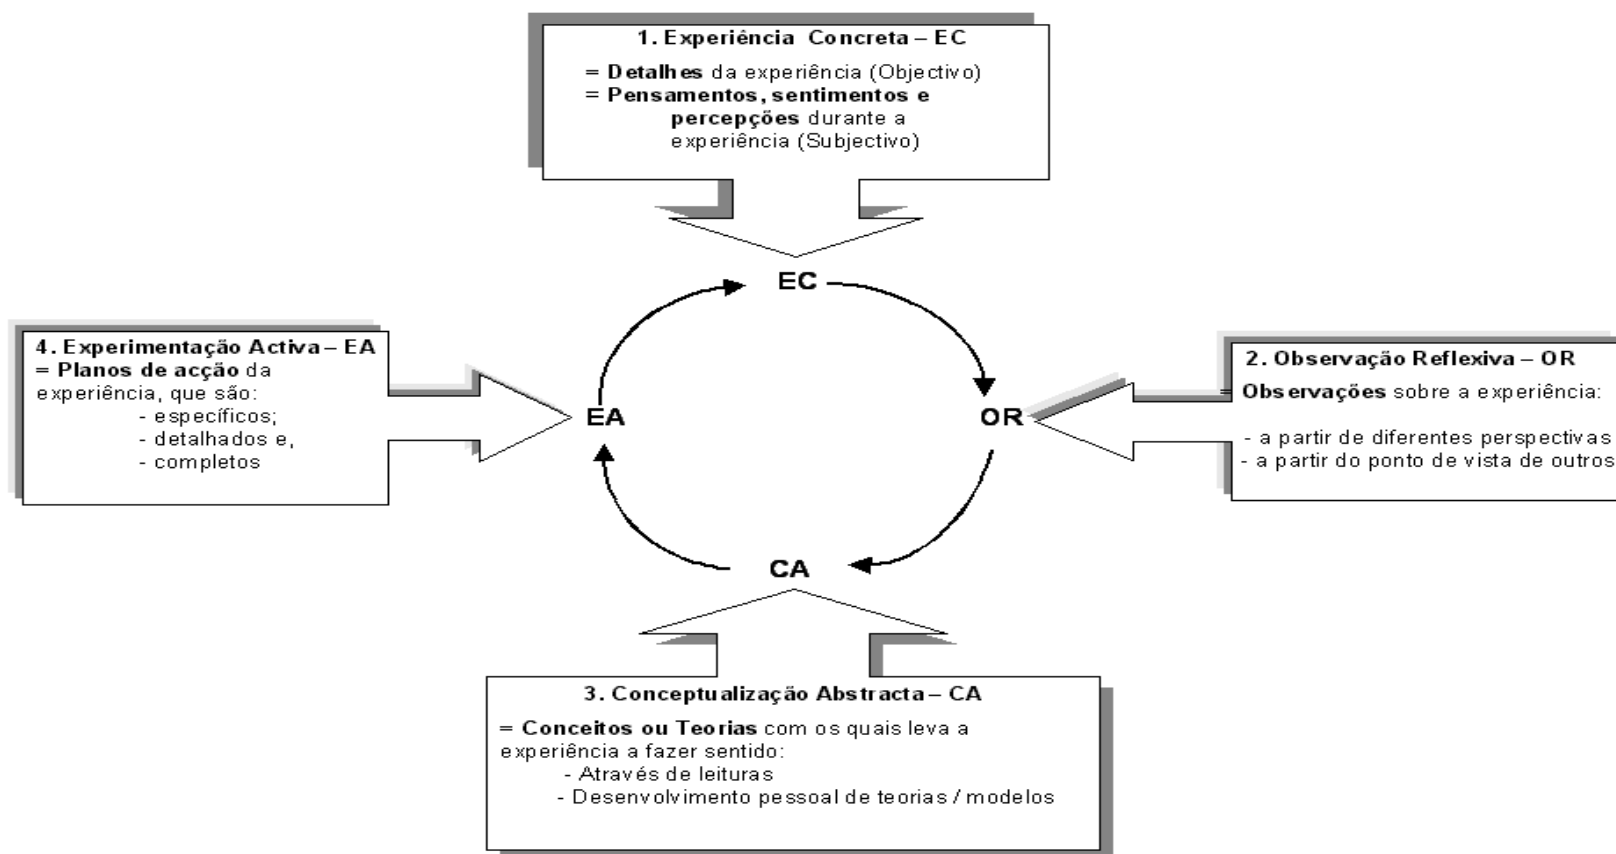 1. Experiência Concreta – EC
= Detalhes da experiência (Objectivo)
= Pensamentos, sentimentos e
percepções durante a
experiência (Subjectivo)
EC
4. Experimentação Activa – EA
= Planos de acção da
experiência, que são:
- específicos;
- detalhados e,
- completos
EA
OR
2. Observação Reflexiva – OR
= Observações sobre a experiência:
- a partir de diferentes perspectivas
- a partir do ponto de vista de outros
CA
3. Conceptualização Abstracta – CA
= Conceitos ou Teorias com os quais leva a
experiência a fazer sentido:
- Através de leituras
- Desenvolvimento pessoal de teorias / modelos